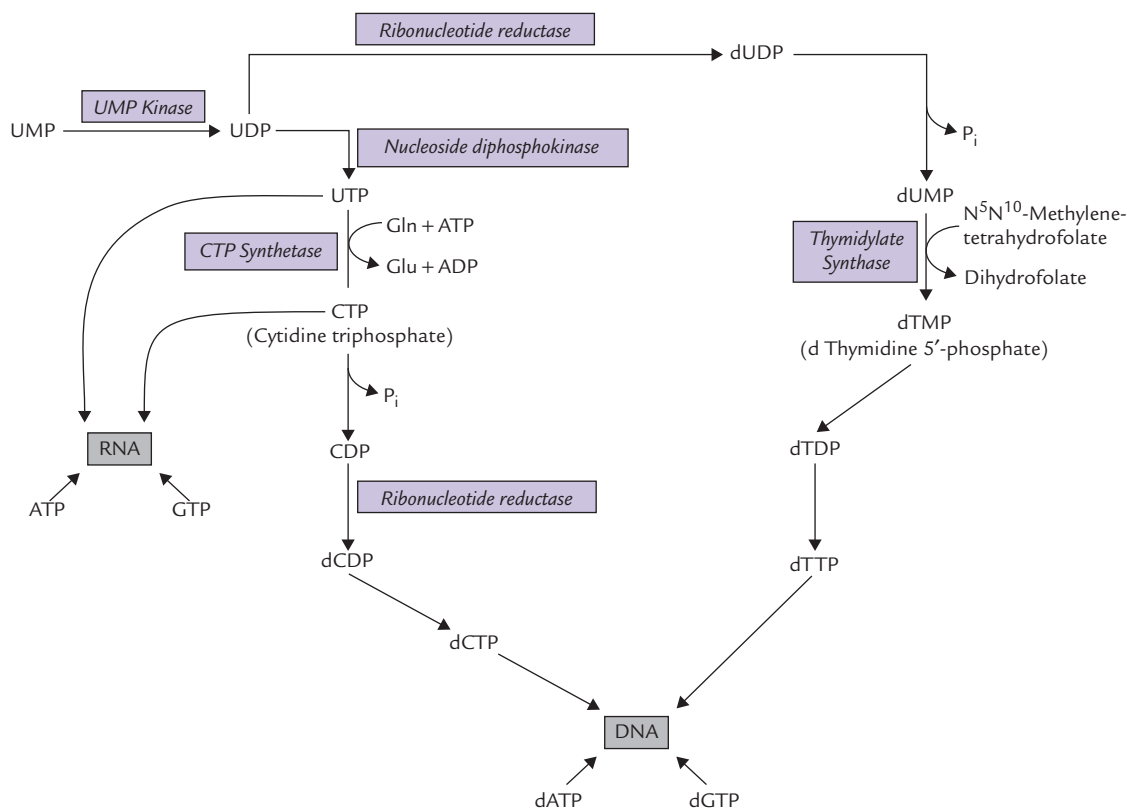 Ribonucleotide reductase
dUDP
UMP Kinase
UMP
UDP
Pi
Nucleoside diphosphokinase
UTP
dUMP
Gln + ATP
N⁵N¹⁰-Methylene-
tetrahydrofolate
CTP Synthetase
Thymidylate
Synthase
Glu + ADP
Dihydrofolate
CTP
(Cytidine triphosphate)
dTMP
(d Thymidine 5′-phosphate)
Pi
RNA
CDP
dTDP
ATP
GTP
Ribonucleotide reductase
dCDP
dTTP
dCTP
DNA
dATP
dGTP